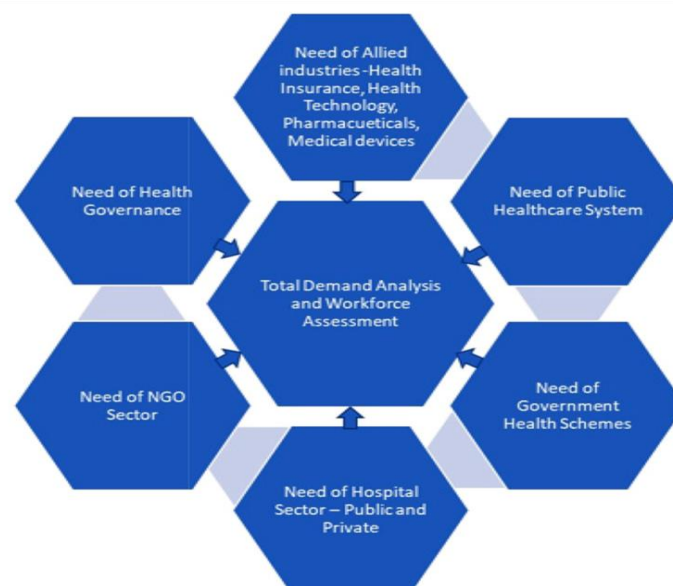 Need of Allied
industries-Health
Insurance, Health
Technology,
Pharmacueticals,
Medical devices
Need of Health
Governance
Need of Public
Healthcare System
Total Demand Analysis
and Workforce
Assessment
Need of NGO
Sector
Need of
Government
Health Schemes
Need of Hospital
Sector – Public and
Private